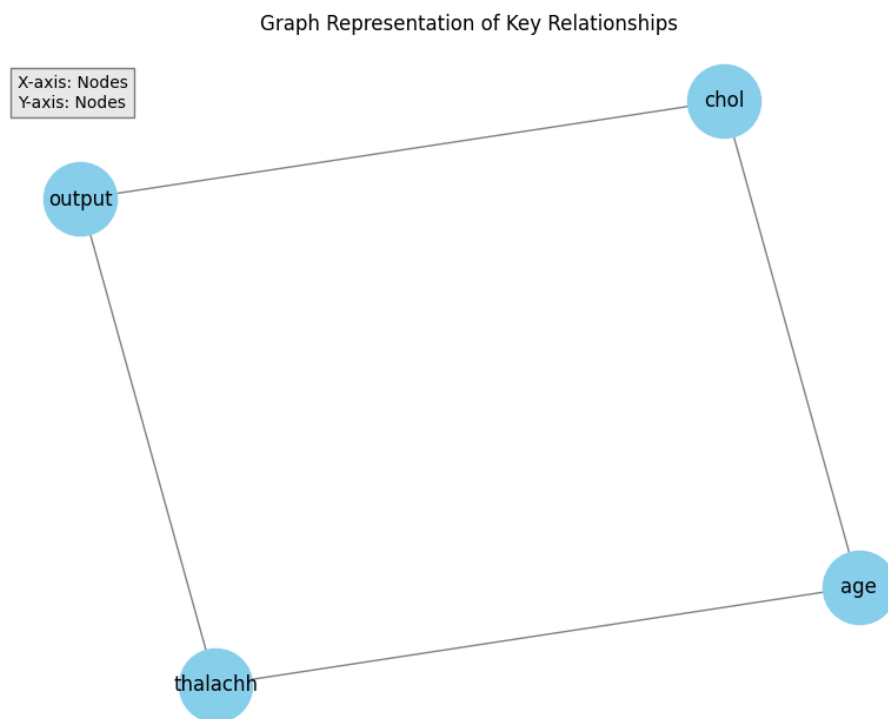 Graph Representation of Key Relationships
X-axis: Nodes
Y-axis: Nodes
chol
output
age
thalachh